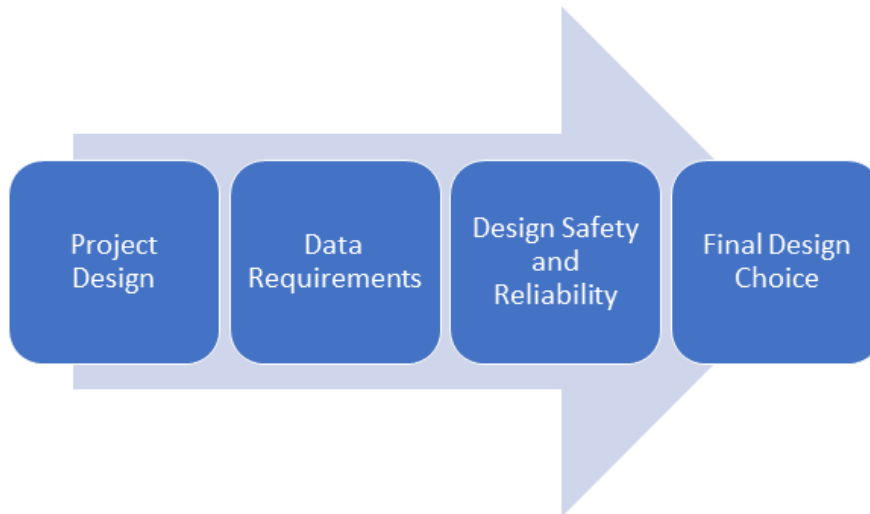 Project
Design
Data
Requirements
Design Safety
and
Reliability
Final Design
Choice